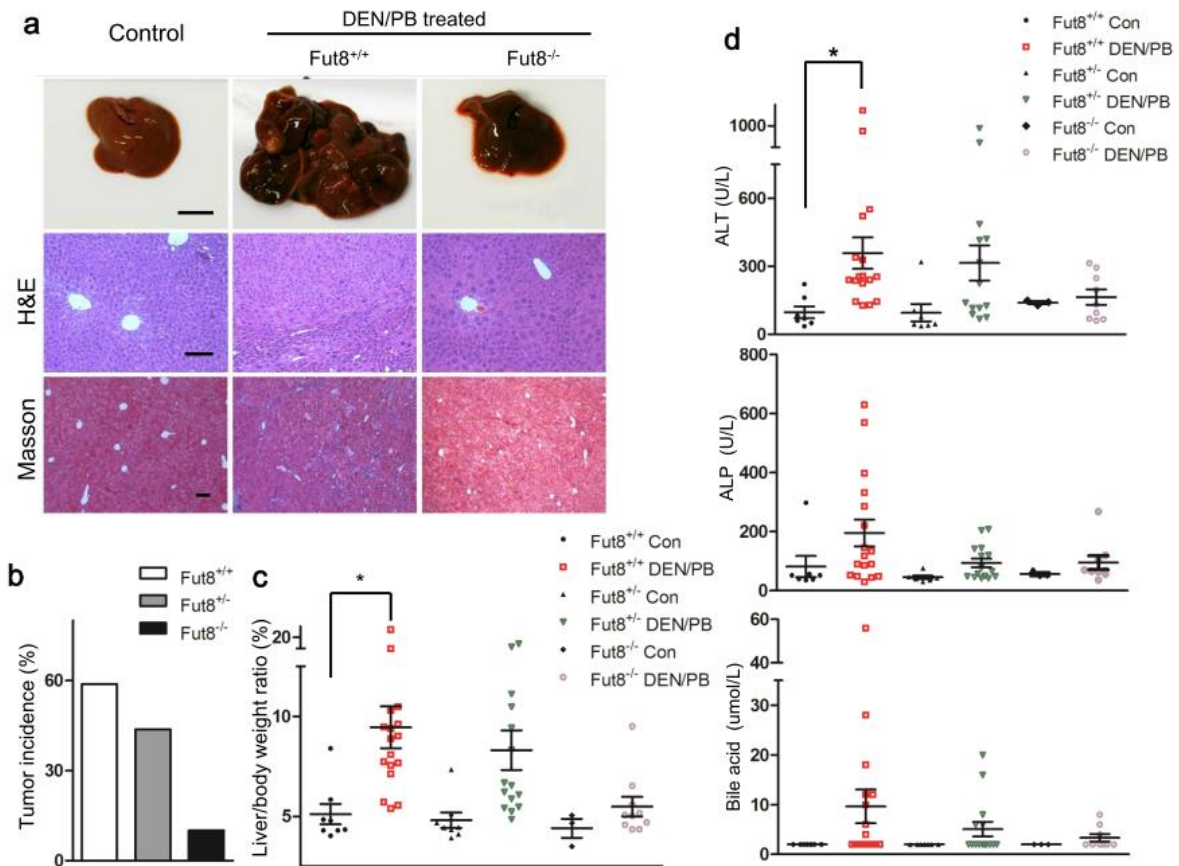 a
Control
DEN/PB treated
Fut8+/+
Fut8-/-
H&E
Masson
b
Fut8+/+
Fut8+/-
Fut8-/-
Tumor incidence (%)
60
30
0
c
Fut8+/+ Con
Fut8+/+ DEN/PB
Fut8+/- Con
Fut8+/- DEN/PB
Fut8-/- Con
Fut8-/- DEN/PB
*
Liver/body weight ratio (%)
20
10
5
d
Fut8+/+ Con
Fut8+/+ DEN/PB
Fut8+/- Con
Fut8+/- DEN/PB
Fut8-/- Con
Fut8-/- DEN/PB
*
ALT (U/L)
1000
600
300
0
ALP (U/L)
800
600
400
200
0
Bile acid (umol/L)
60
40
30
20
10
0